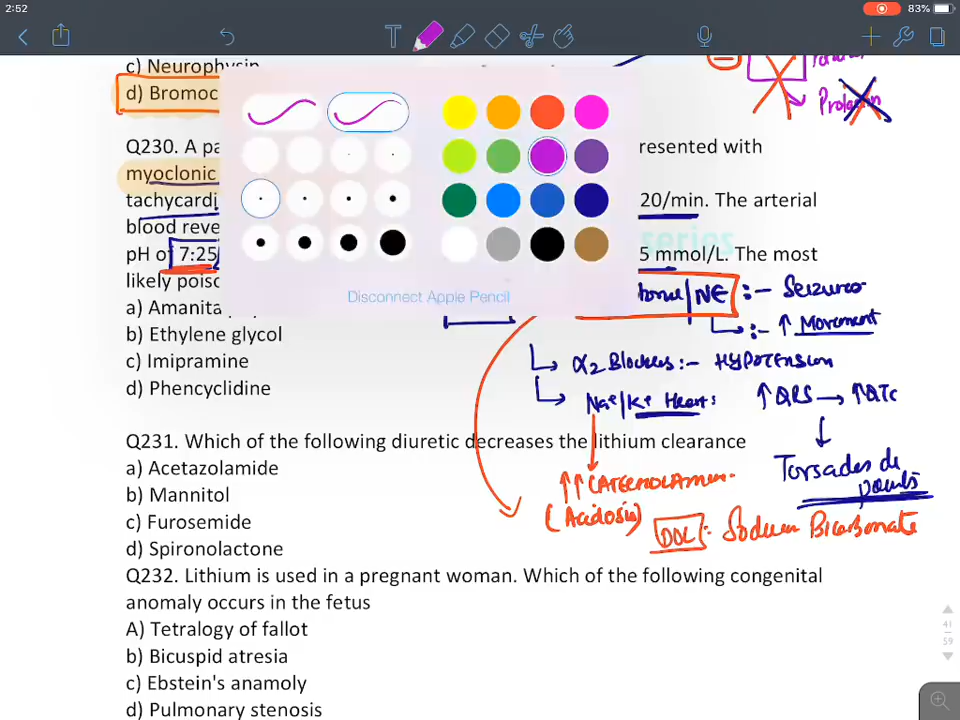 2:52
83%
T
c) Neurophysin
d) Bromoc
Prolactin
Q230. A pa resented with
myoclonic
tachycardi 20/min. The arterial
blood reve
series
pH of 7:25 5 mmol/L. The most
likely poiso
/NE :- Seizures
a) Amanita
:- ↑ Movement
b) Ethylene glycol
c) Imipramine
α2 Blockers :- Hypotension
d) Phencyclidine
Na+/K+ Heart: ↑QRS → ↑QTc
Q231. Which of the following diuretic decreases the lithium clearance
a) Acetazolamide
Torsades de
b) Mannitol
↑↑
c) Furosemide
(Acidosis) DOC: Sodium Bicarbonate
d) Spironolactone
Q232. Lithium is used in a pregnant woman. Which of the following congenital
anomaly occurs in the fetus
A) Tetralogy of fallot
b) Bicuspid atresia
c) Ebstein's anamoly
d) Pulmonary stenosis
Disconnect Apple Pencil
41
59